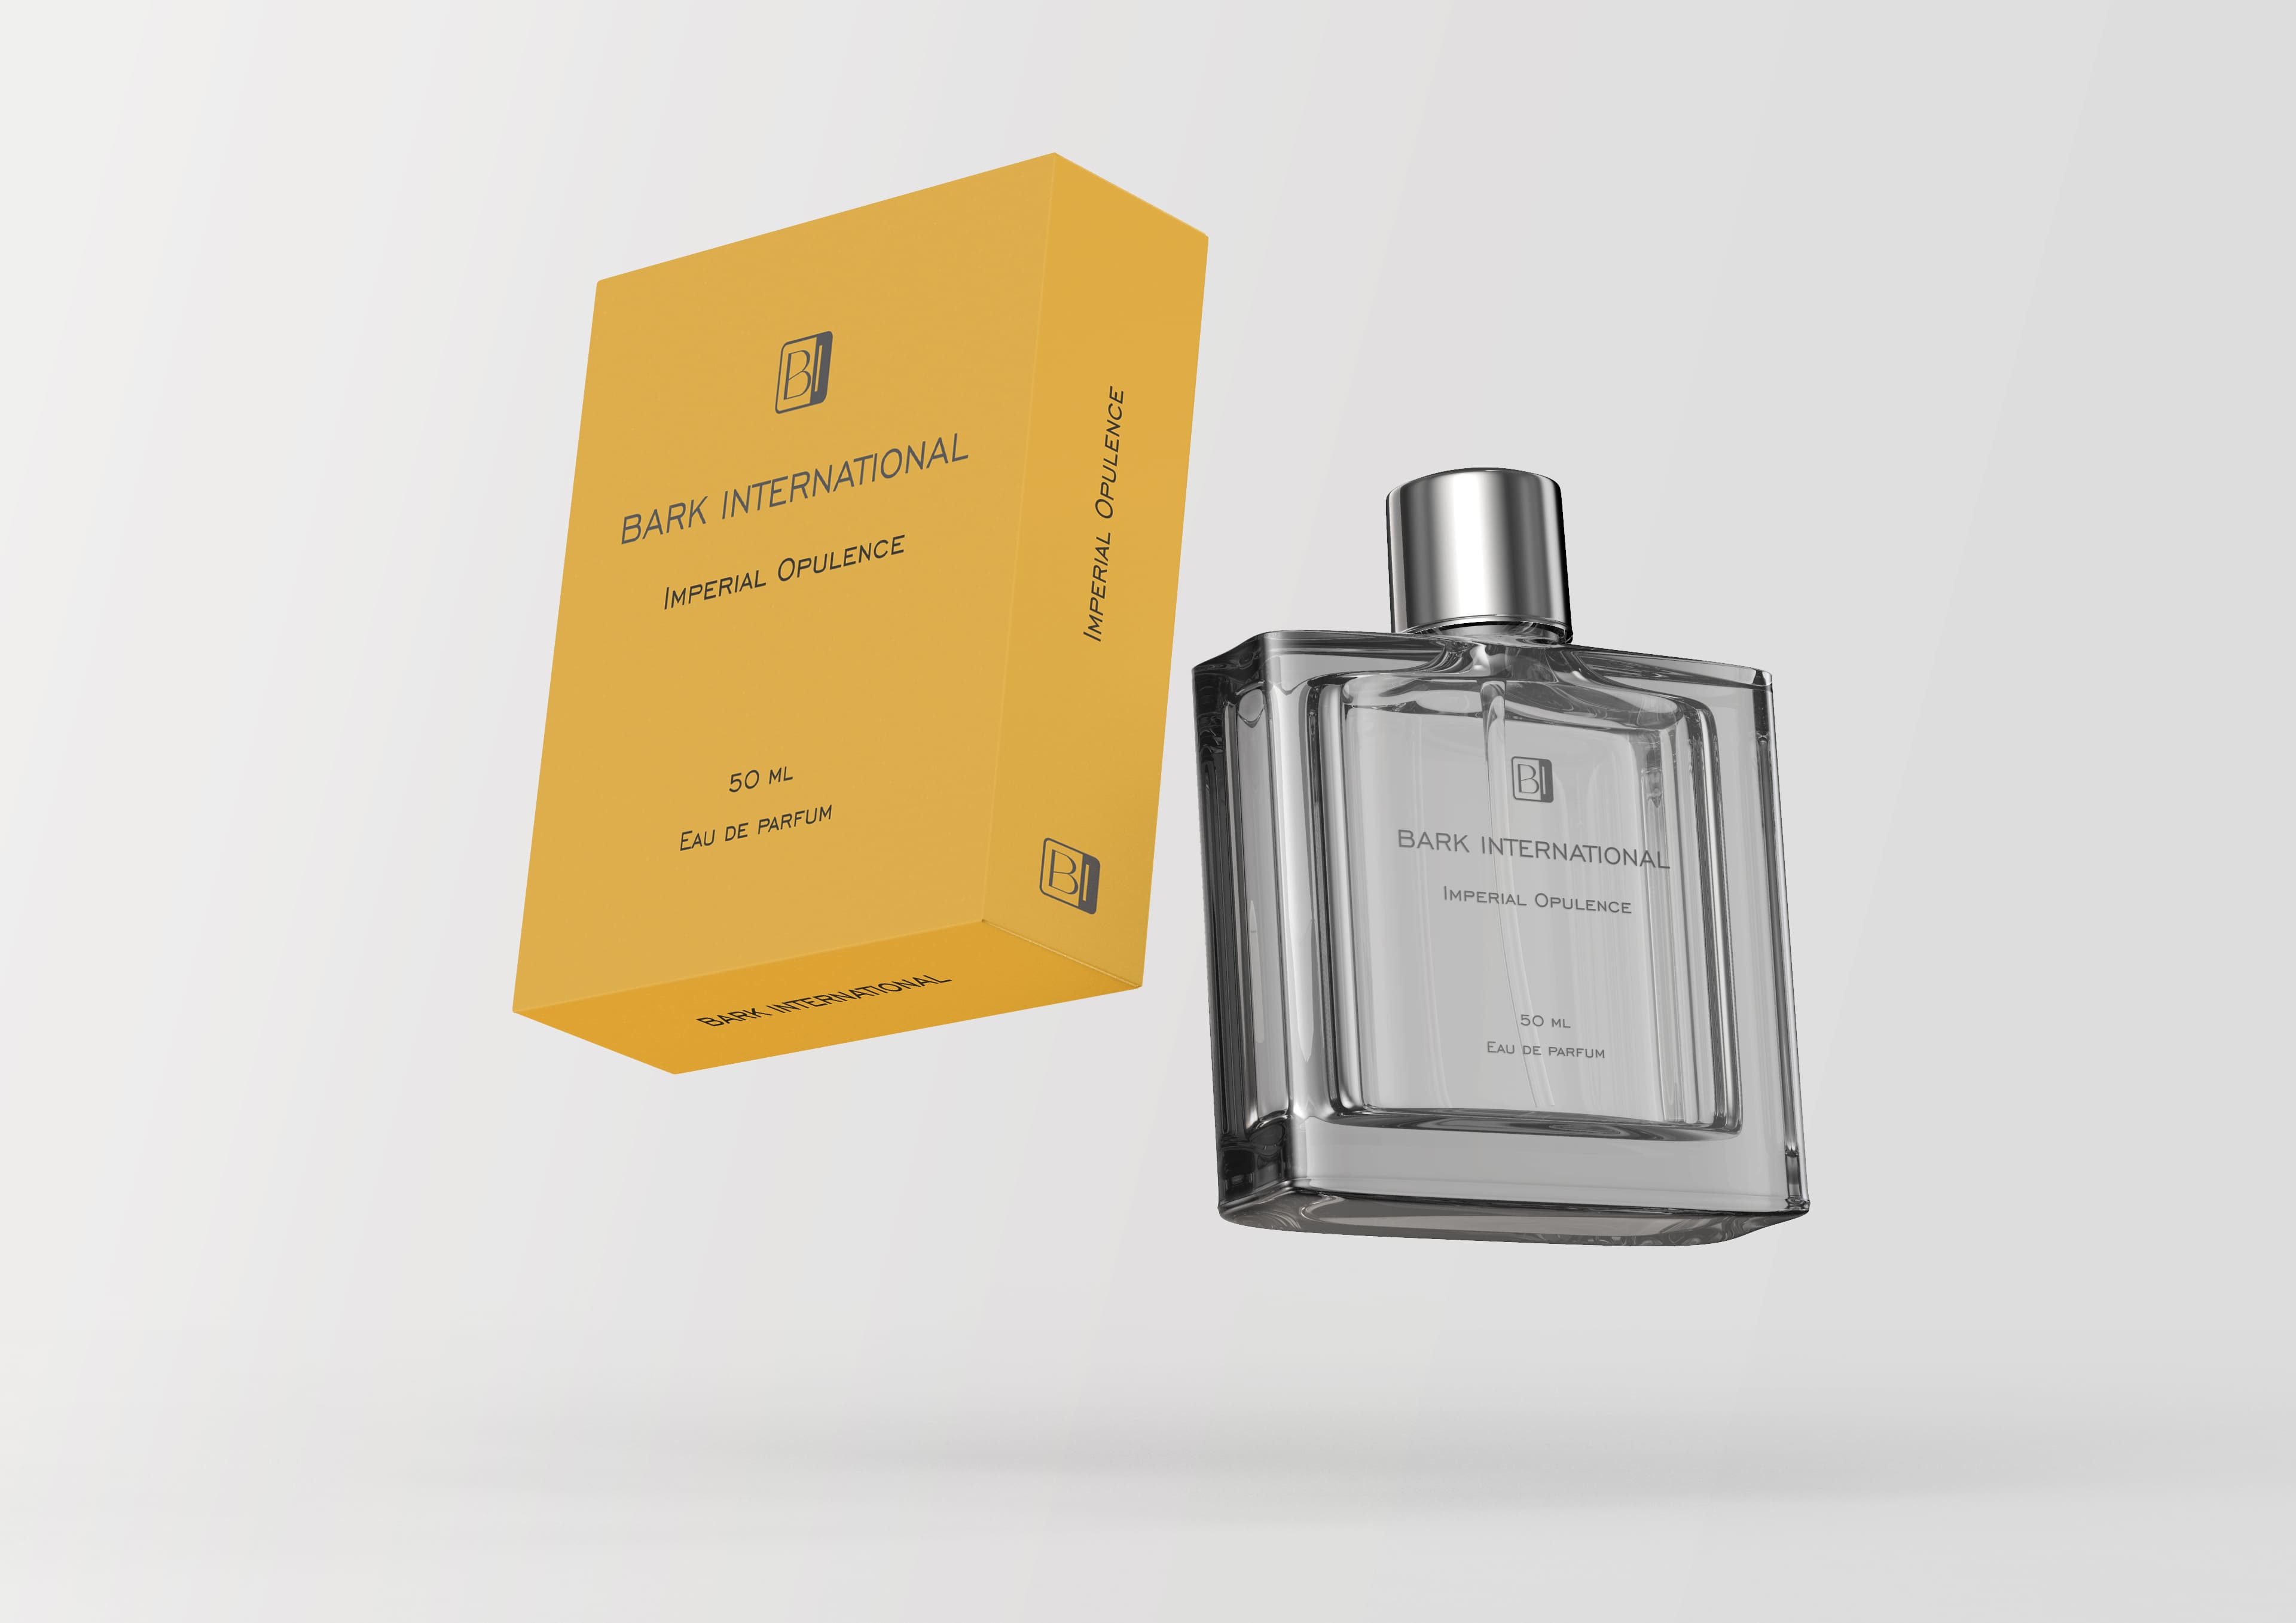 BI
BARK INTERNATIONAL
Imperial Opulence
50 ML
Eau de parfum
Imperial Opulence
BI
BARK INTERNATIONAL
BI
BARK INTERNATIONAL
Imperial Opulence
50 ML
Eau de parfum